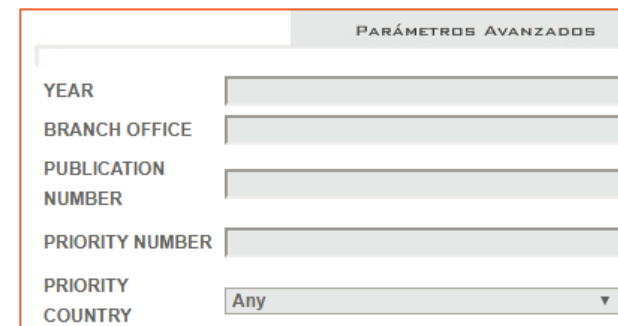 PARÁMETROS AVANZADOS
YEAR
BRANCH OFFICE
PUBLICATION
NUMBER
PRIORITY NUMBER
PRIORITY
COUNTRY
Any